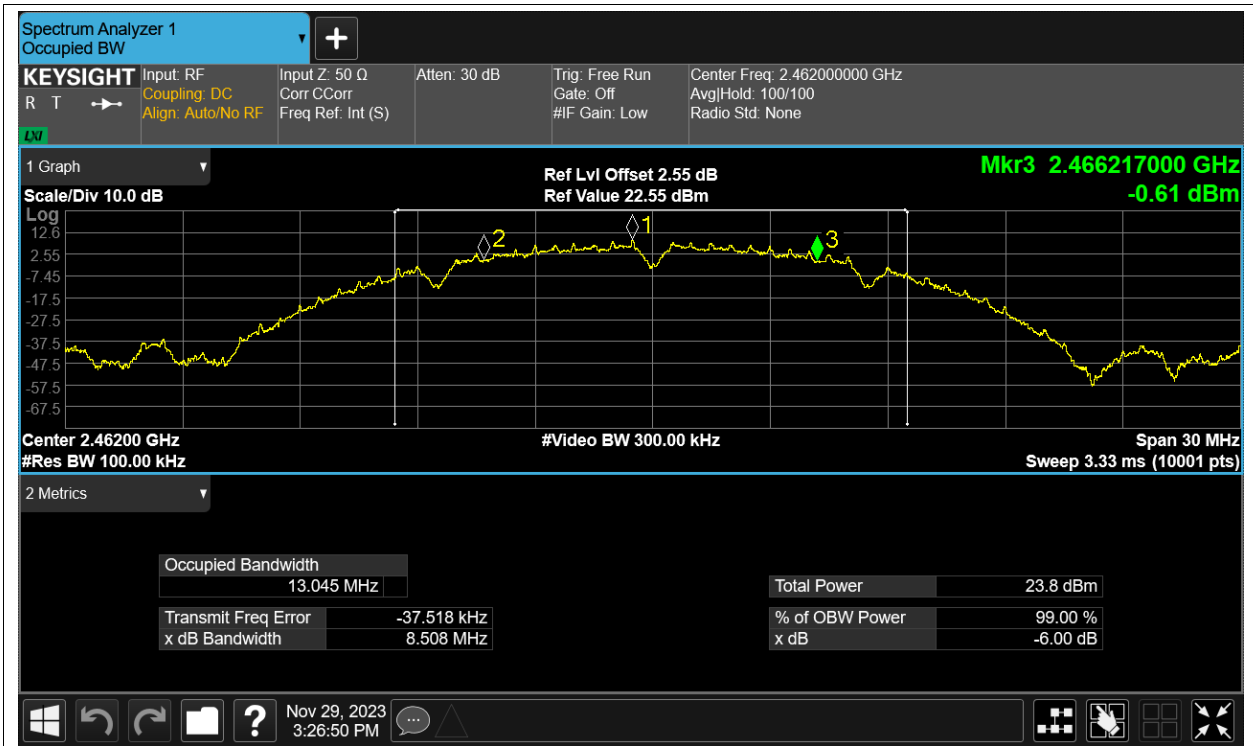 Spectrum Analyzer 1
Occupied BW
KEYSIGHT
R T
LXI
Input: RF
Coupling: DC
Align: Auto/No RF
Input Z: 50 Ω
Corr CCorr
Freq Ref: Int (S)
Atten: 30 dB
Trig: Free Run
Gate: Off
#IF Gain: Low
Center Freq: 2.462000000 GHz
Avg|Hold: 100/100
Radio Std: None
1 Graph
Scale/Div 10.0 dB
Ref Lvl Offset 2.55 dB
Ref Value 22.55 dBm
Mkr3 2.466217000 GHz
-0.61 dBm
Log
12.6
2.55
-7.45
-17.5
-27.5
-37.5
-47.5
-57.5
-67.5
2
1
3
Center 2.46200 GHz
#Res BW 100.00 kHz
#Video BW 300.00 kHz
Span 30 MHz
Sweep 3.33 ms (10001 pts)
2 Metrics
Occupied Bandwidth
13.045 MHz
Transmit Freq Error -37.518 kHz
x dB Bandwidth 8.508 MHz
Total Power 23.8 dBm
% of OBW Power 99.00 %
x dB -6.00 dB
Nov 29, 2023
3:26:50 PM